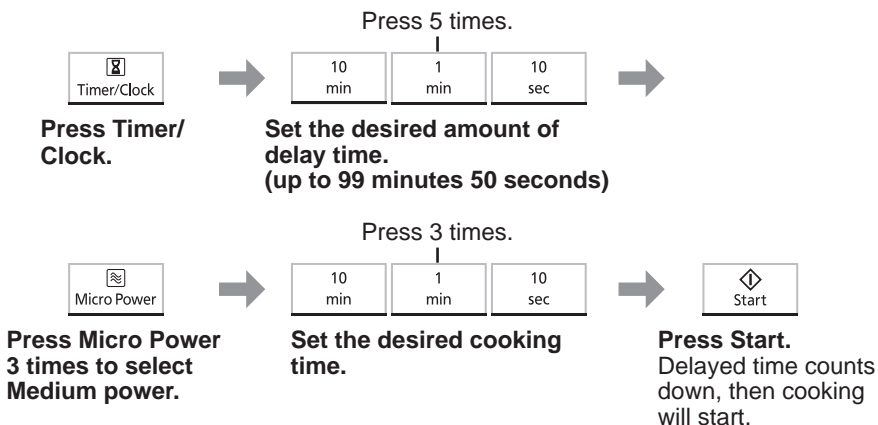 Press 5 times.
Timer/Clock
10
min
1
min
10
sec
Press Timer/
Clock.
Set the desired amount of
delay time.
(up to 99 minutes 50 seconds)
Press 3 times.
Micro Power
10
min
1
min
10
sec
Start
Press Micro Power
3 times to select
Medium power.
Set the desired cooking
time.
Press Start.
Delayed time counts
down, then cooking
will start.